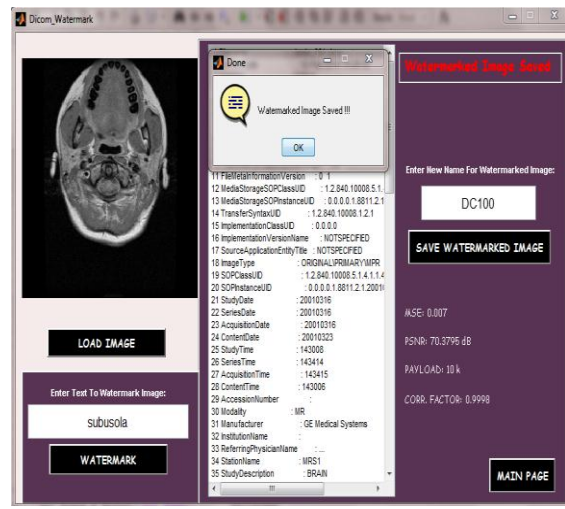 Dicom_Watermark
Done
Watermarked Image Saved !!!
OK
11 FileMetaInformationVersion : 0 1
12 MediaStorageSOPClassUID : 1.2.840.10008.5.1.
13 MediaStorageSOPInstanceUID : 0.0.0.0.1.8811.2.1
14 TransferSyntaxUID : 1.2.840.10008.1.2.1
15 ImplementationClassUID : 0.0.0.0
16 ImplementationVersionName : NOTSPECIFIED
17 SourceApplicationEntityTitle : NOTSPECIFIED
18 ImageType : ORIGINAL\PRIMARY\MPR
19 SOPClassUID : 1.2.840.10008.5.1.4.1.1.4
20 SOPInstanceUID : 0.0.0.0.1.8811.2.1.20010
21 StudyDate : 20010316
22 SeriesDate : 20010316
23 AcquisitionDate : 20010316
24 ContentDate : 20010323
25 StudyTime : 143008
26 SeriesTime : 143414
27 AcquisitionTime : 143415
28 ContentTime : 143006
29 AccessionNumber :
30 Modality : MR
31 Manufacturer : GE Medical Systems
32 InstitutionName :
33 ReferringPhysicianName : ...
34 StationName : MRS1
35 StudyDescription : BRAIN
LOAD IMAGE
Enter Text To Watermark Image:
subusola
WATERMARK
Watermarked Image Saved
Enter New Name For Watermarked Image:
DC100
SAVE WATERMARKED IMAGE
MSE: 0.007
PSNR: 70.3795 dB
PAYLOAD: 10 k
CORR. FACTOR: 0.9998
MAIN PAGE